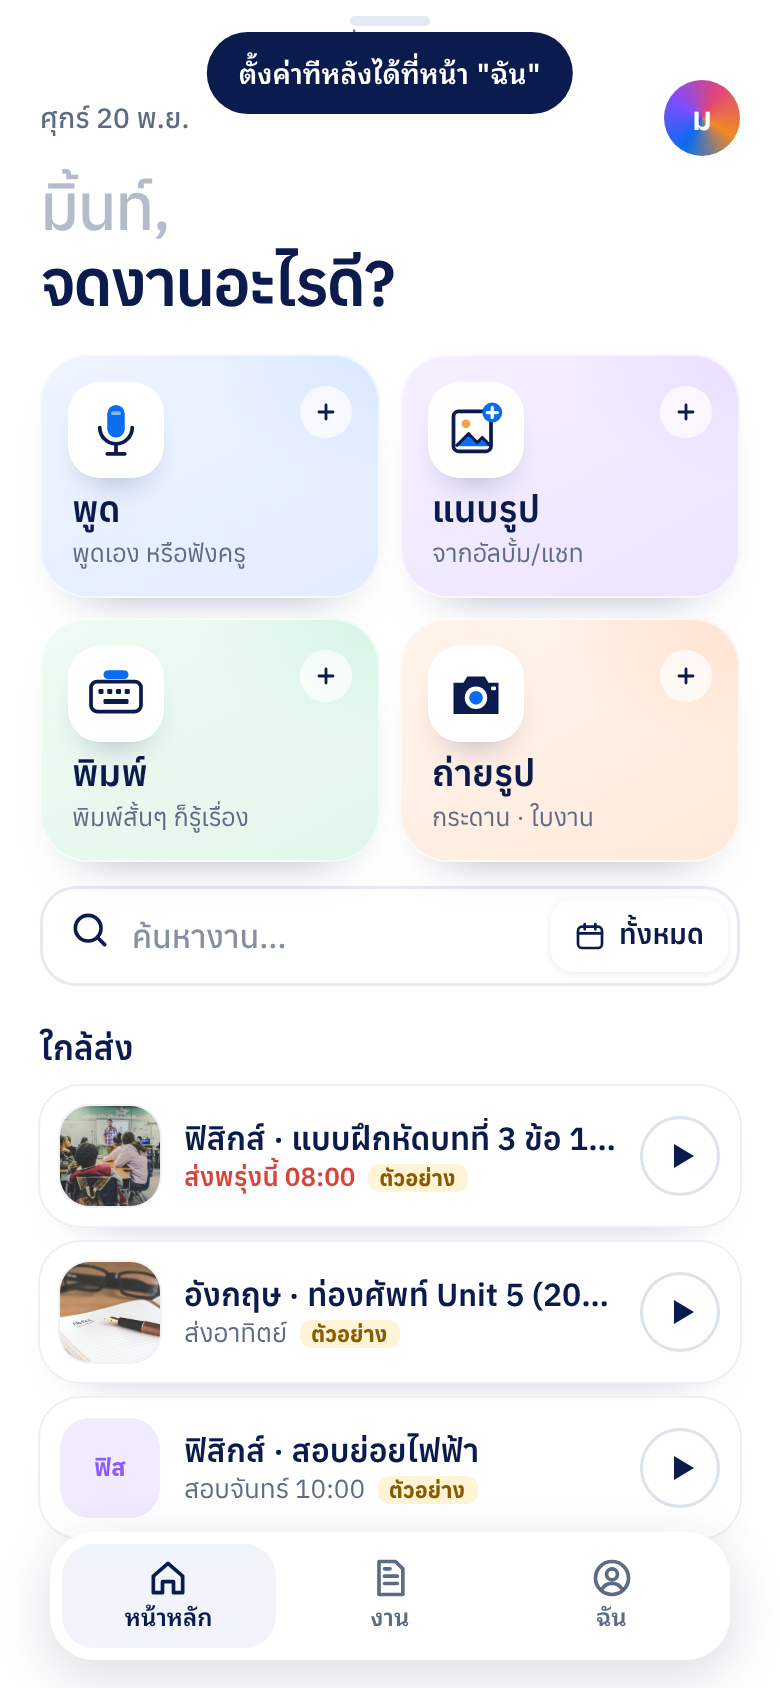 ตั้งค่าทีหลังได้ที่หน้า "ฉัน"
ศุกร์ 20 พ.ย.
ม
มิ้นท์,
จดงานอะไรดี?
พูด
พูดเอง หรือฟังครู
แนบรูป
จากอัลบั้ม/แชท
พิมพ์
พิมพ์สั้นๆ ก็รู้เรื่อง
ถ่ายรูป
กระดาน · ใบงาน
ค้นหางาน...
ทั้งหมด
ใกล้ส่ง
ฟิสิกส์ · แบบฝึกหัดบทที่ 3 ข้อ 1...
ส่งพรุ่งนี้ 08:00 ตัวอย่าง
อังกฤษ · ท่องศัพท์ Unit 5 (20...
ส่งอาทิตย์ ตัวอย่าง
ฟิส
ฟิสิกส์ · สอบย่อยไฟฟ้า
สอบจันทร์ 10:00 ตัวอย่าง
หน้าหลัก
งาน
ฉัน